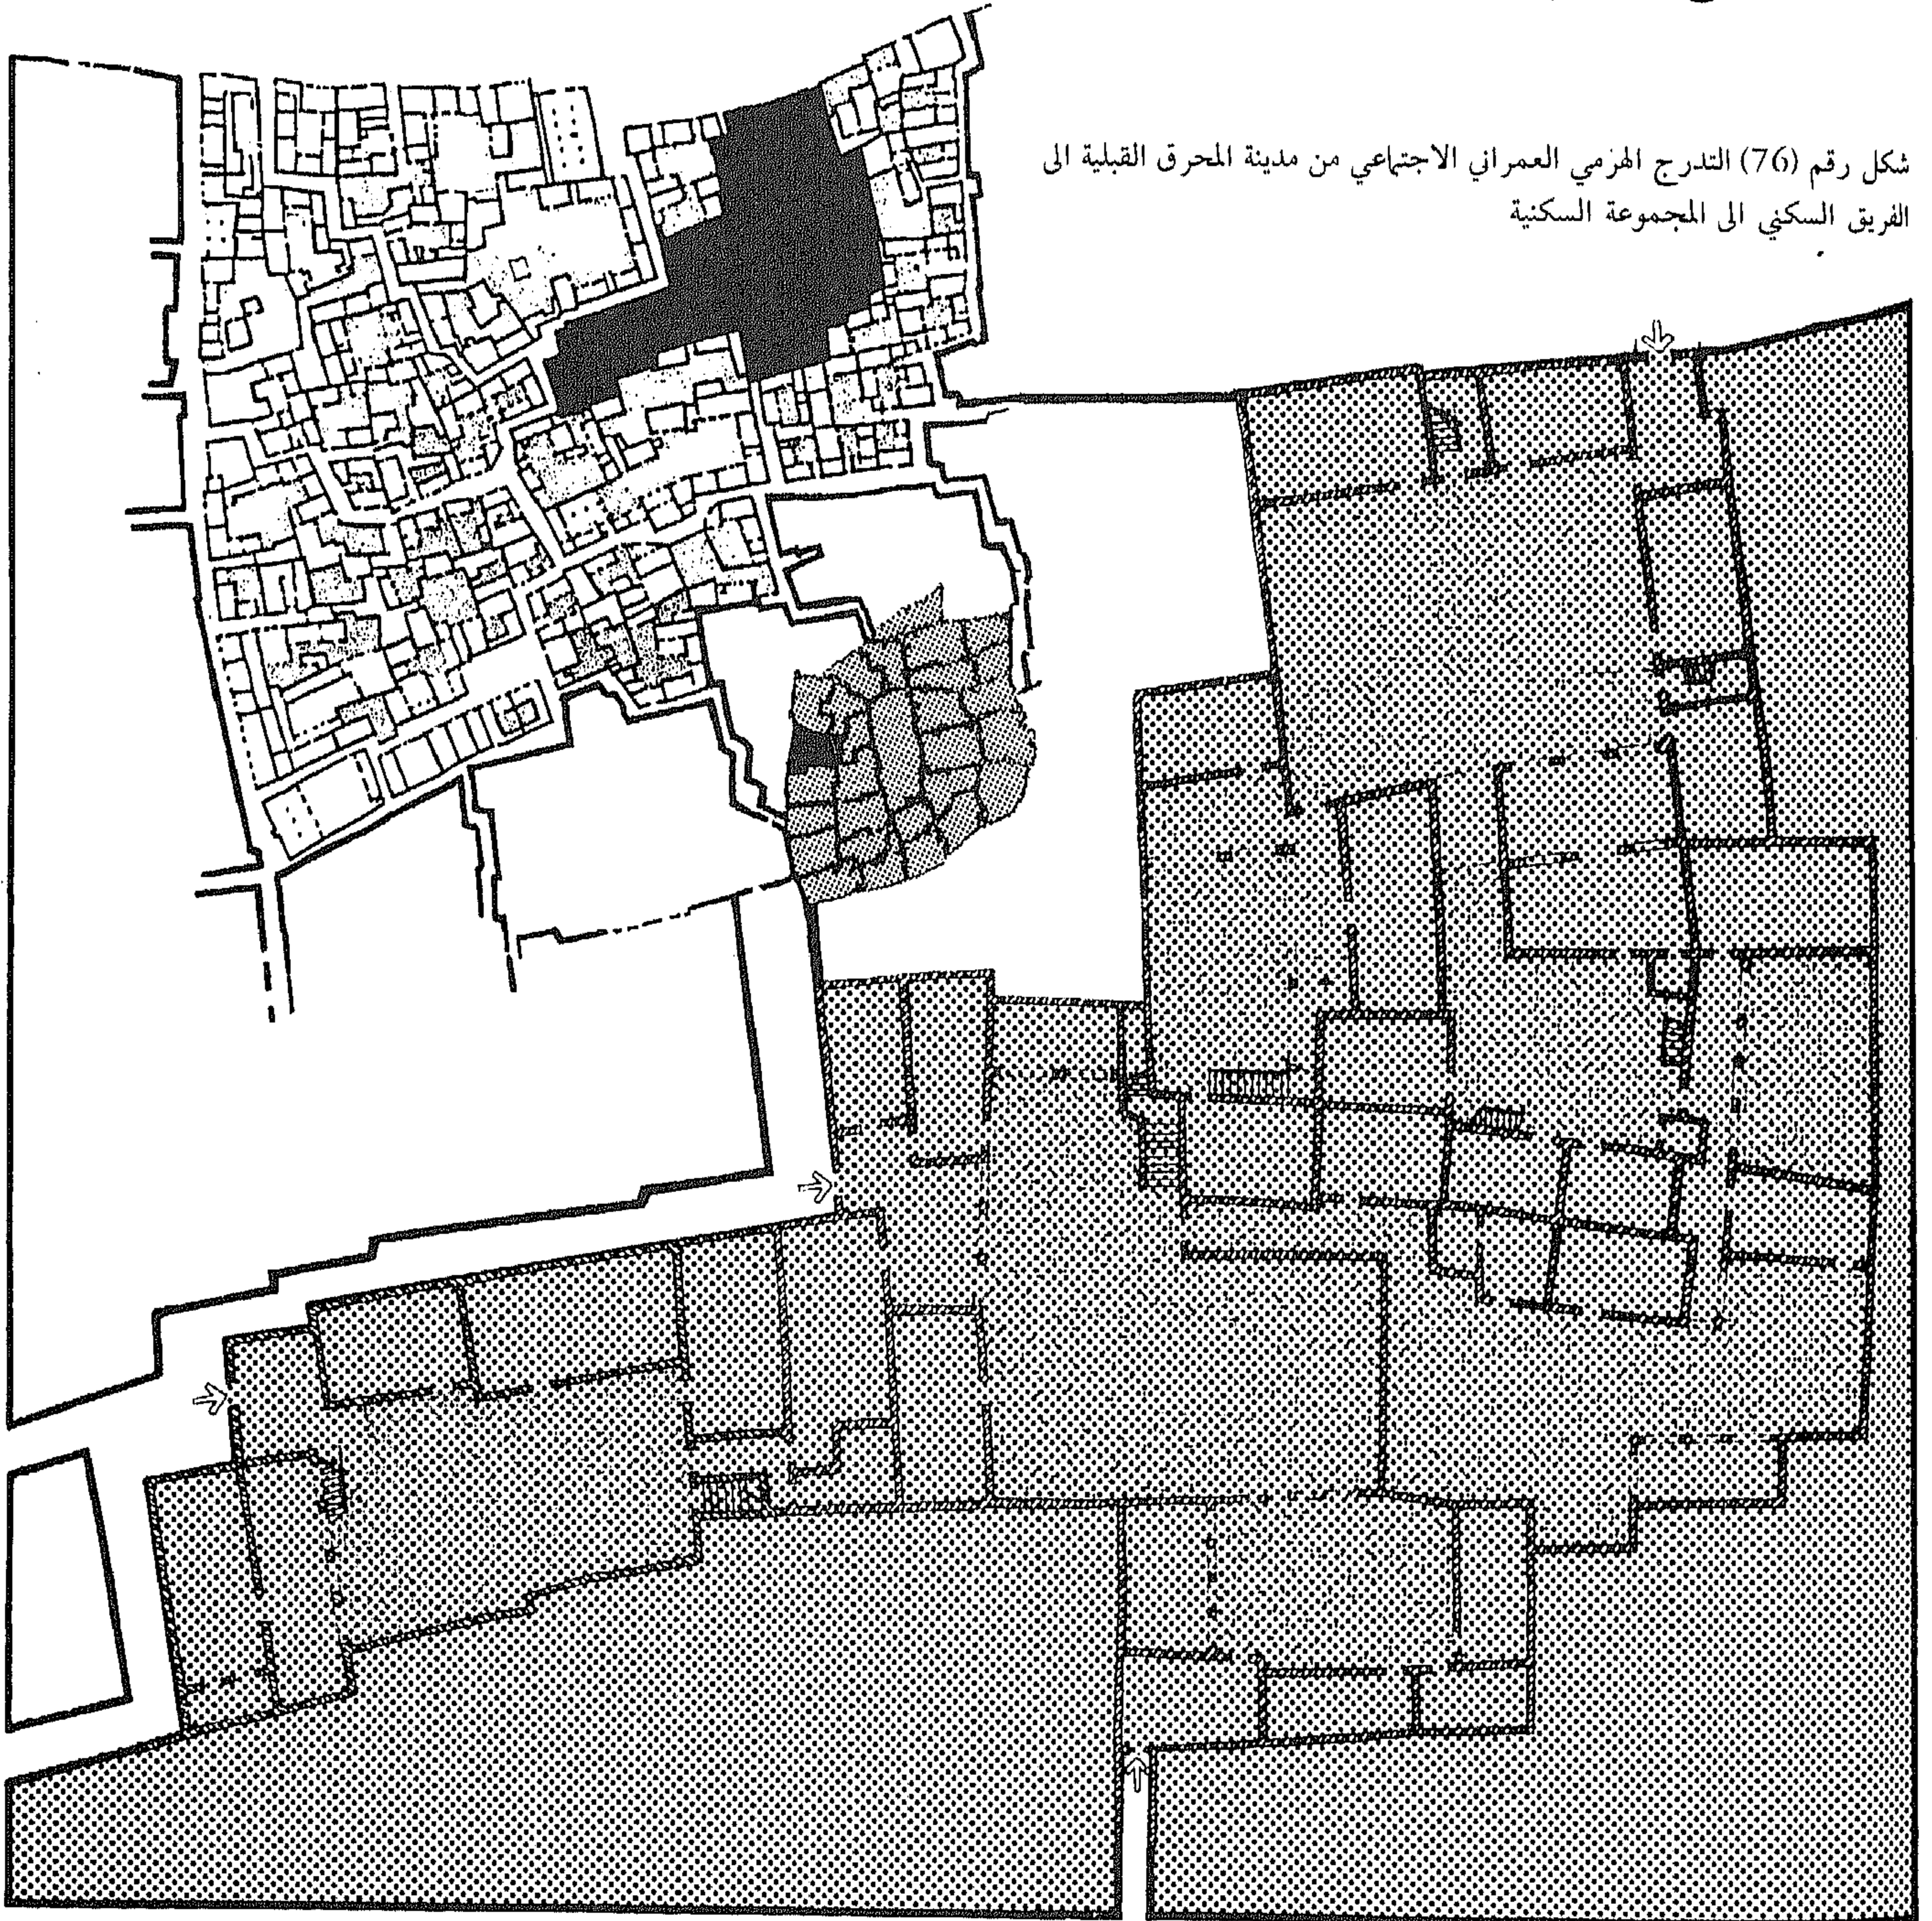 شكل رقم (76) التدرج الهرمي العمراني الاجتماعي من مدينة المحرق القبلية الى
الفريق السكني الى المجموعة السكنية